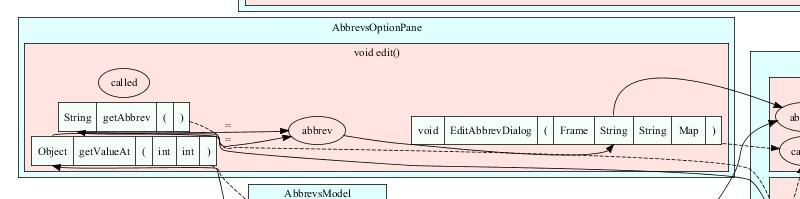 AbbrevsOptionPane
void edit()
called
String getAbbrev ( )
=
abbrev
void EditAbbrevDialog ( Frame String String Map )
=
Object getValueAt ( int int )
AbbrevsModel